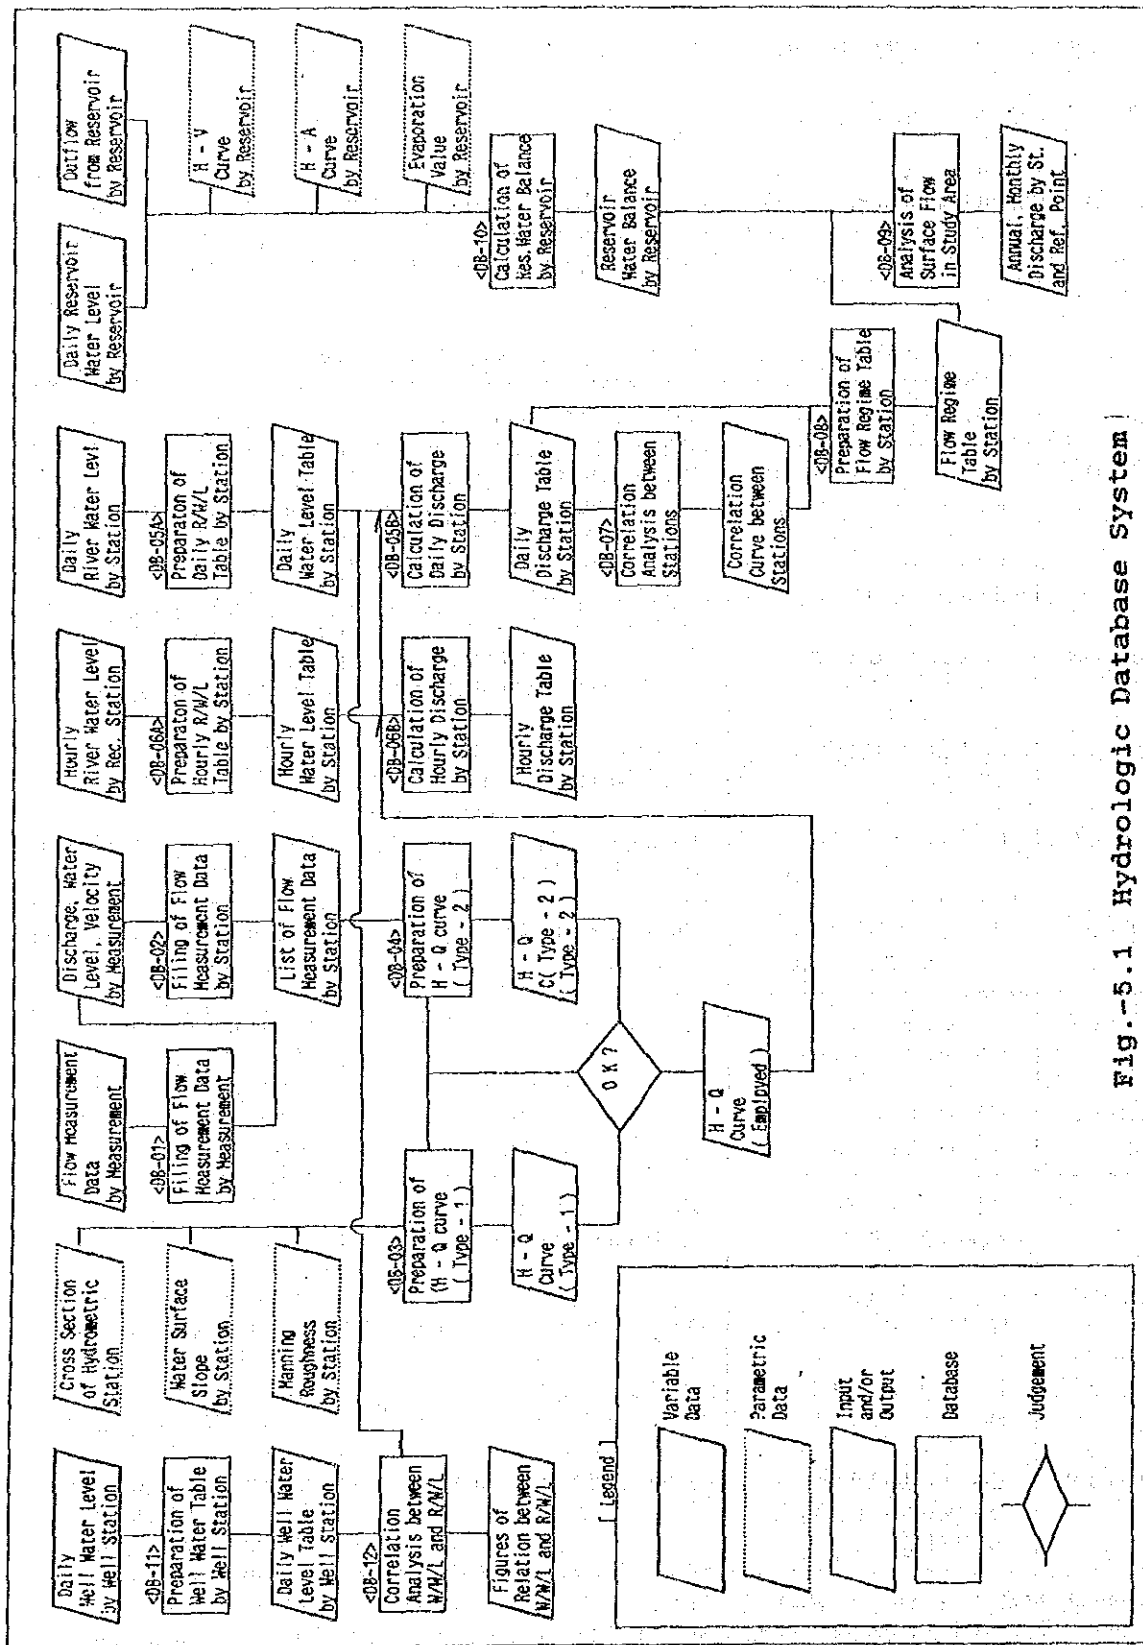 Daily
Well Water Level
by Well Station
<DB-11>
Preparation of
Well Water Table
by Well Station
Daily Well Water
Level Table
by Well Station
<DB-12>
Correlation
Analysis between
W/W/L and R/W/L
Figures of
Relation between
W/W/L and R/W/L
Cross Section
of Hydrometric
Station
Water Surface
Slope
by Station
Manning
Roughness
by Station
<DB-03>
Preparation of
(H - Q curve
( Type - 1 )
H - Q
Curve
( Type - 1 )
Flow Measurement
Data
by Measurement
<DB-01>
Filing of Flow
Measurement Data
by Measurement
Discharge, Water
Level, Velocity
by Measurement
<DB-02>
Filing of Flow
Measurement Data
by Station
List of Flow
Measurement Data
by Station
<DB-04>
Preparation of
H - Q curve
( Type - 2 )
H - Q
C( Type - 2 )
( Type - 2 )
O K ?
H - Q
Curve
( Employed )
Hourly
River Water Level
by Rec. Station
<DB-06A>
Preparaton of
Hourly R/W/L
Table by Station
Hourly
Water Level Table
by Station
<DB-06B>
Calculation of
Hourly Discharge
by Station
Hourly
Discharge Table
by Station
Daily
River Water Levl
by Station
<DB-05A>
Preparaton of
Daily R/W/L
Table by Station
Daily
Water Level Table
by Station
<DB-05B>
Calculation of
Daily Discharge
by Station
Daily
Discharge Table
by Station
<DB-07>
Correlation
Analysis between
Stations
Correlation
Curve between
Stations
<DB-08>
Preparation of
Flow Regime Table
by Station
Flow Regime
Table
by Station
Daily Reservoir
Water Level
by Reservoir
Outflow
from Reservoir
by Reservoir
H - V
Curve
by Reservoir
H - A
Curve
by Reservoir
Evaporation
Value
by Reservoir
<DB-10>
Calculation of
Res. Water Balance
by Reservoir
Reservoir
Water Balance
by Reservoir
<DB-09>
Analysis of
Surface Flow
in Study Area
Annual, Monthly
Discharge by St.
and Ref. Point
[ Legend ]
Variable
Data
Parametric
Data
Input
and/or
Output
Database
Judgement
Fig.-5.1 Hydrologic Database System